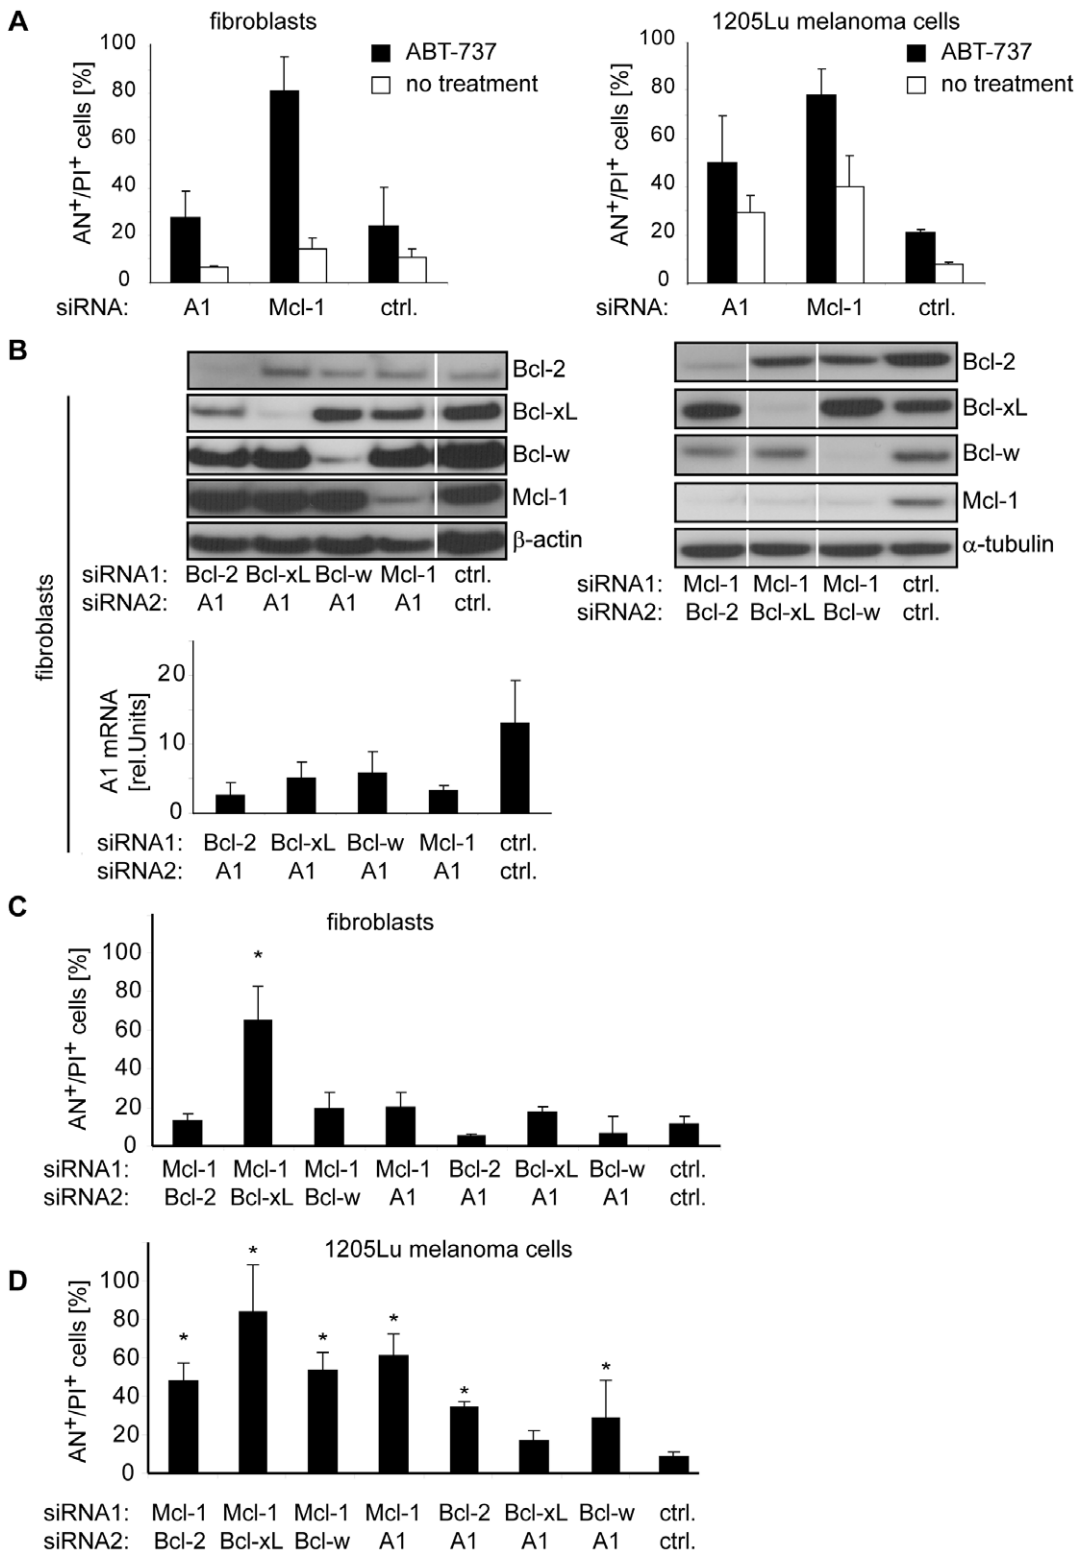 A
fibroblasts
AN+/PI+ cells [%]
100
80
60
40
20
0
ABT-737
no treatment
siRNA: A1 Mcl-1 ctrl.
1205Lu melanoma cells
AN+/PI+ cells [%]
100
80
60
40
20
0
ABT-737
no treatment
siRNA: A1 Mcl-1 ctrl.
B
fibroblasts
Bcl-2
Bcl-xL
Bcl-w
Mcl-1
β-actin
siRNA1: Bcl-2 Bcl-xL Bcl-w Mcl-1 ctrl.
siRNA2: A1 A1 A1 A1 ctrl.
Bcl-2
Bcl-xL
Bcl-w
Mcl-1
α-tubulin
siRNA1: Mcl-1 Mcl-1 Mcl-1 ctrl.
siRNA2: Bcl-2 Bcl-xL Bcl-w ctrl.
A1 mRNA
[rel.Units]
20
10
0
siRNA1: Bcl-2 Bcl-xL Bcl-w Mcl-1 ctrl.
siRNA2: A1 A1 A1 A1 ctrl.
C
fibroblasts
AN+/PI+ cells [%]
100
80
60
40
20
0
*
siRNA1: Mcl-1 Mcl-1 Mcl-1 Mcl-1 Bcl-2 Bcl-xL Bcl-w ctrl.
siRNA2: Bcl-2 Bcl-xL Bcl-w A1 A1 A1 A1 ctrl.
D
1205Lu melanoma cells
AN+/PI+ cells [%]
100
80
60
40
20
0
* * * * * *
siRNA1: Mcl-1 Mcl-1 Mcl-1 Mcl-1 Bcl-2 Bcl-xL Bcl-w ctrl.
siRNA2: Bcl-2 Bcl-xL Bcl-w A1 A1 A1 A1 ctrl.